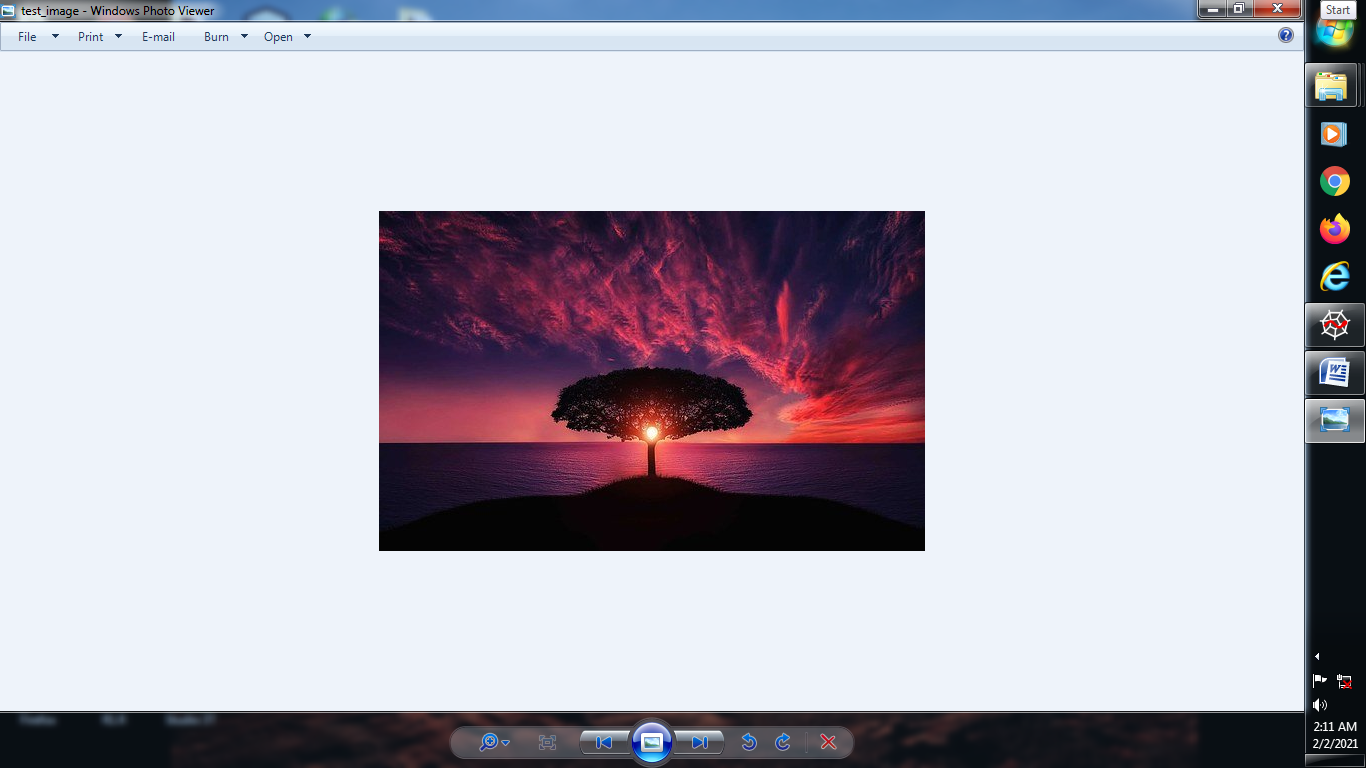 test_image - Windows Photo Viewer
Start
File Print E-mail Burn Open
2:11 AM
2/2/2021